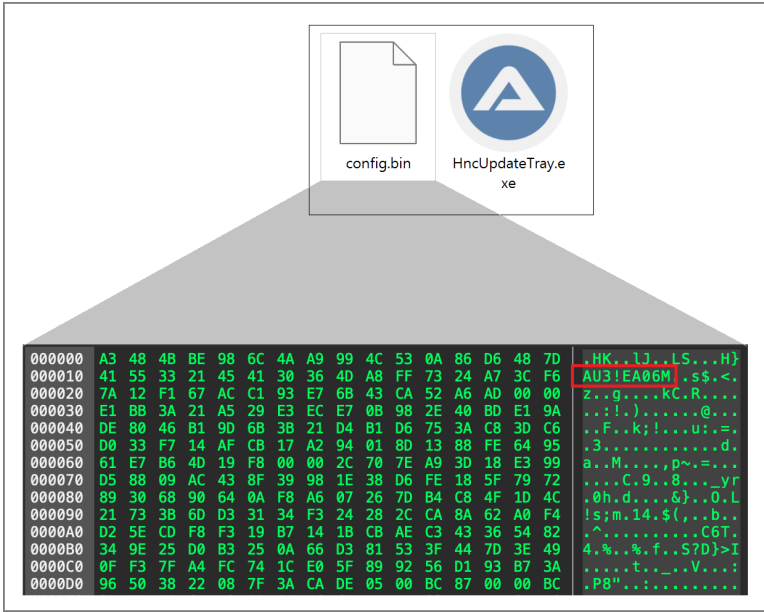 config.bin
HncUpdateTray.e
xe
000000 A3 48 4B BE 98 6C 4A A9 99 4C 53 0A 86 D6 48 7D .HK..lJ..LS...H}
000010 41 55 33 21 45 41 30 36 4D A8 FF 73 24 A7 3C F6 AU3!EA06M..s$.<.
000020 7A 12 F1 67 AC C1 93 E7 6B 43 CA 52 A6 AD 00 00 z..g....kC.R....
000030 E1 BB 3A 21 A5 29 E3 EC E7 0B 98 2E 40 BD E1 9A ..:!.)......@...
000040 DE 80 46 B1 9D 6B 3B 21 D4 B1 D6 75 3A C8 3D C6 ..F..k;!...u:.=.
000050 D0 33 F7 14 AF CB 17 A2 94 01 8D 13 88 FE 64 95 .3............d.
000060 61 E7 B6 4D 19 F8 00 00 2C 70 7E A9 3D 18 E3 99 a..M....,p~.=...
000070 D5 88 09 AC 43 8F 39 98 1E 38 D6 FE 18 5F 79 72 ....C.9..8..._yr
000080 89 30 68 90 64 0A F8 A6 07 26 7D B4 C8 4F 1D 4C .0h.d....&}..O.L
000090 21 73 3B 6D D3 31 34 F3 24 28 2C CA 8A 62 A0 F4 !s;m.14.$(,..b..
0000A0 D2 5E CD F8 F3 19 B7 14 1B CB AE C3 43 36 54 82 .^..........C6T.
0000B0 34 9E 25 D0 B3 25 0A 66 D3 81 53 3F 44 7D 3E 49 4.%..%.f..S?D}>I
0000C0 0F F3 7F A4 FC 74 1C E0 5F 89 92 56 D1 93 B7 3A .....t.._..V...:
0000D0 96 50 38 22 08 7F 3A CA DE 05 00 BC 87 00 00 BC .P8"..:.........